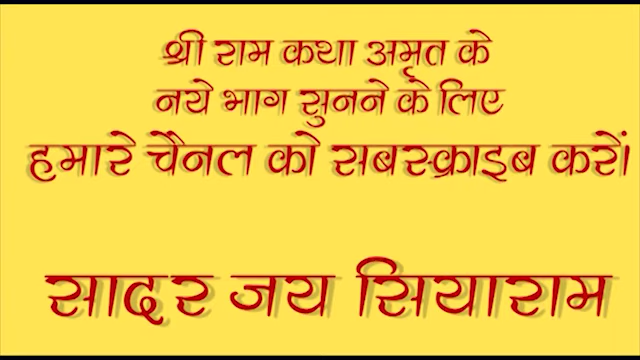 श्री राम कथा अमृत के
नये भाग सुनने के लिए
हमारे चैनल को सबस्क्राइब करों।
सादर जय सियाराम